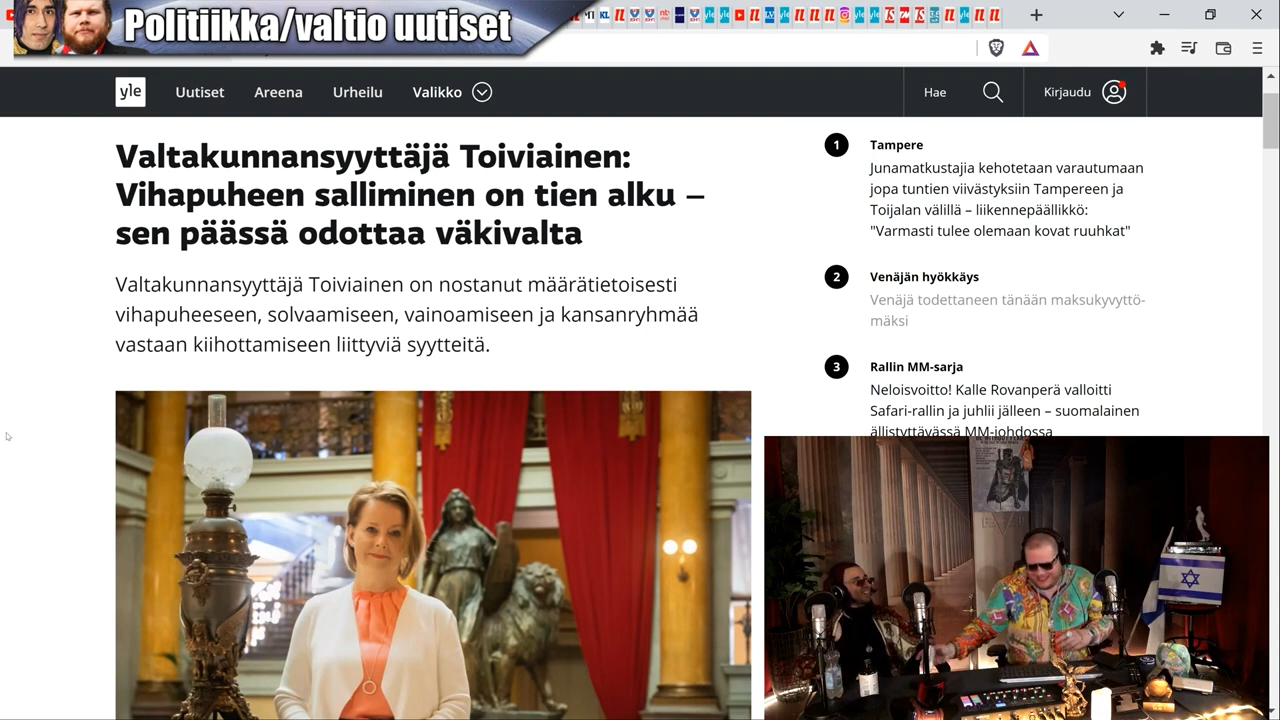 Politiikka/valtio uutiset
yle
Uutiset
Areena
Urheilu
Valikko
Hae
Kirjaudu
Valtakunnansyyttäjä Toiviainen:
Vihapuheen salliminen on tien alku –
sen päässä odottaa väkivalta
Valtakunnansyyttäjä Toiviainen on nostanut määrätietoisesti
vihapuheeseen, solvaamiseen, vainoamiseen ja kansanryhmää
vastaan kiihottamiseen liittyviä syytteitä.
1
Tampere
Junamatkustajia kehotetaan varautumaan
jopa tuntien viivästyksiin Tampereen ja
Toijalan välillä – liikennepäällikkö:
"Varmasti tulee olemaan kovat ruuhkat"
2
Venäjän hyökkäys
Venäjä todettaneen tänään maksukyvyttö-
mäksi
3
Rallin MM-sarja
Neloisvoitto! Kalle Rovanperä valloitti
Safari-rallin ja juhlii jälleen – suomalainen
ällistyttävässä MM-johdossa